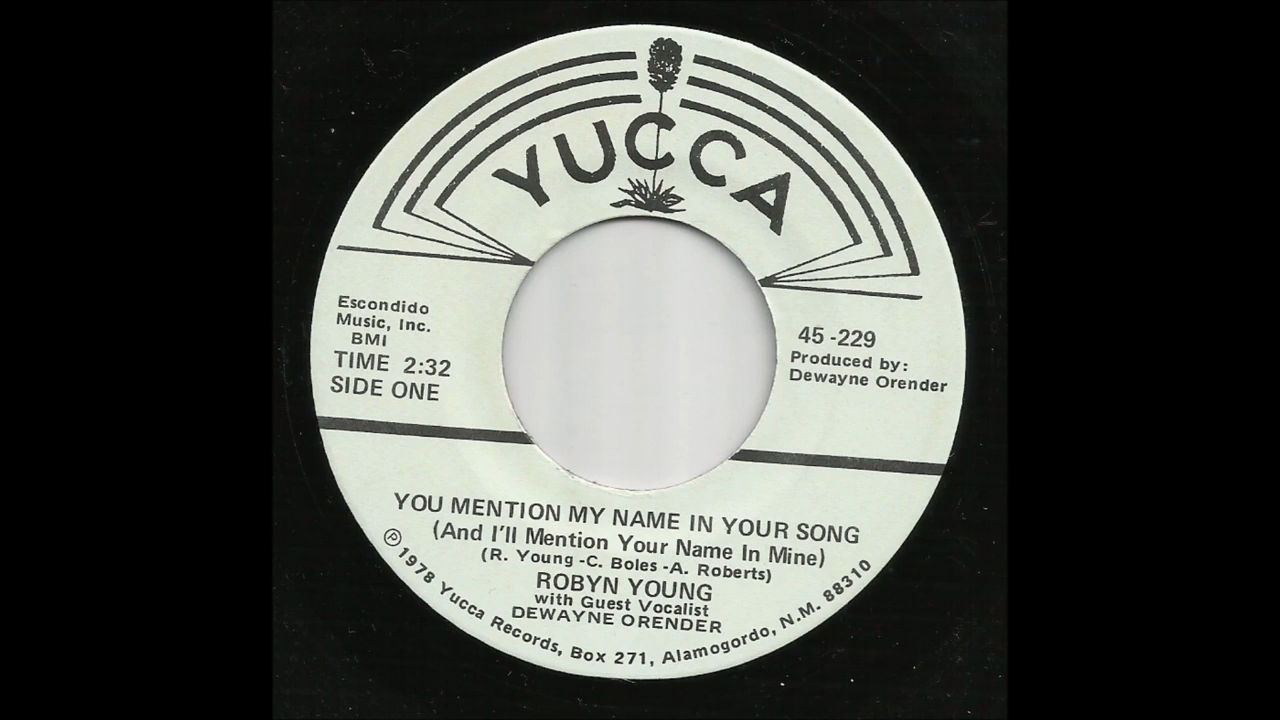 YUCCA
Escondido
Music, Inc.
BMI
TIME 2:32
SIDE ONE
45-229
Produced by:
Dewayne Orender
YOU MENTION MY NAME IN YOUR SONG
(And I'll Mention Your Name In Mine)
(R. Young -C. Boles -A. Roberts)
ROBYN YOUNG
with Guest Vocalist
DEWAYNE ORENDER
℗ 1978 Yucca Records, Box 271, Alamogordo, N.M. 88310